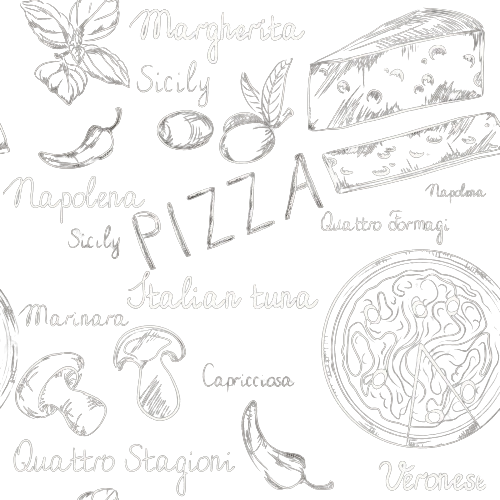 Margherita
Sicily
Napolena
Napolena
PIZZA
Quattro Formagi
Sicily
Italian tuna
Marinara
Capricciosa
Quattro Stagioni
Veronese